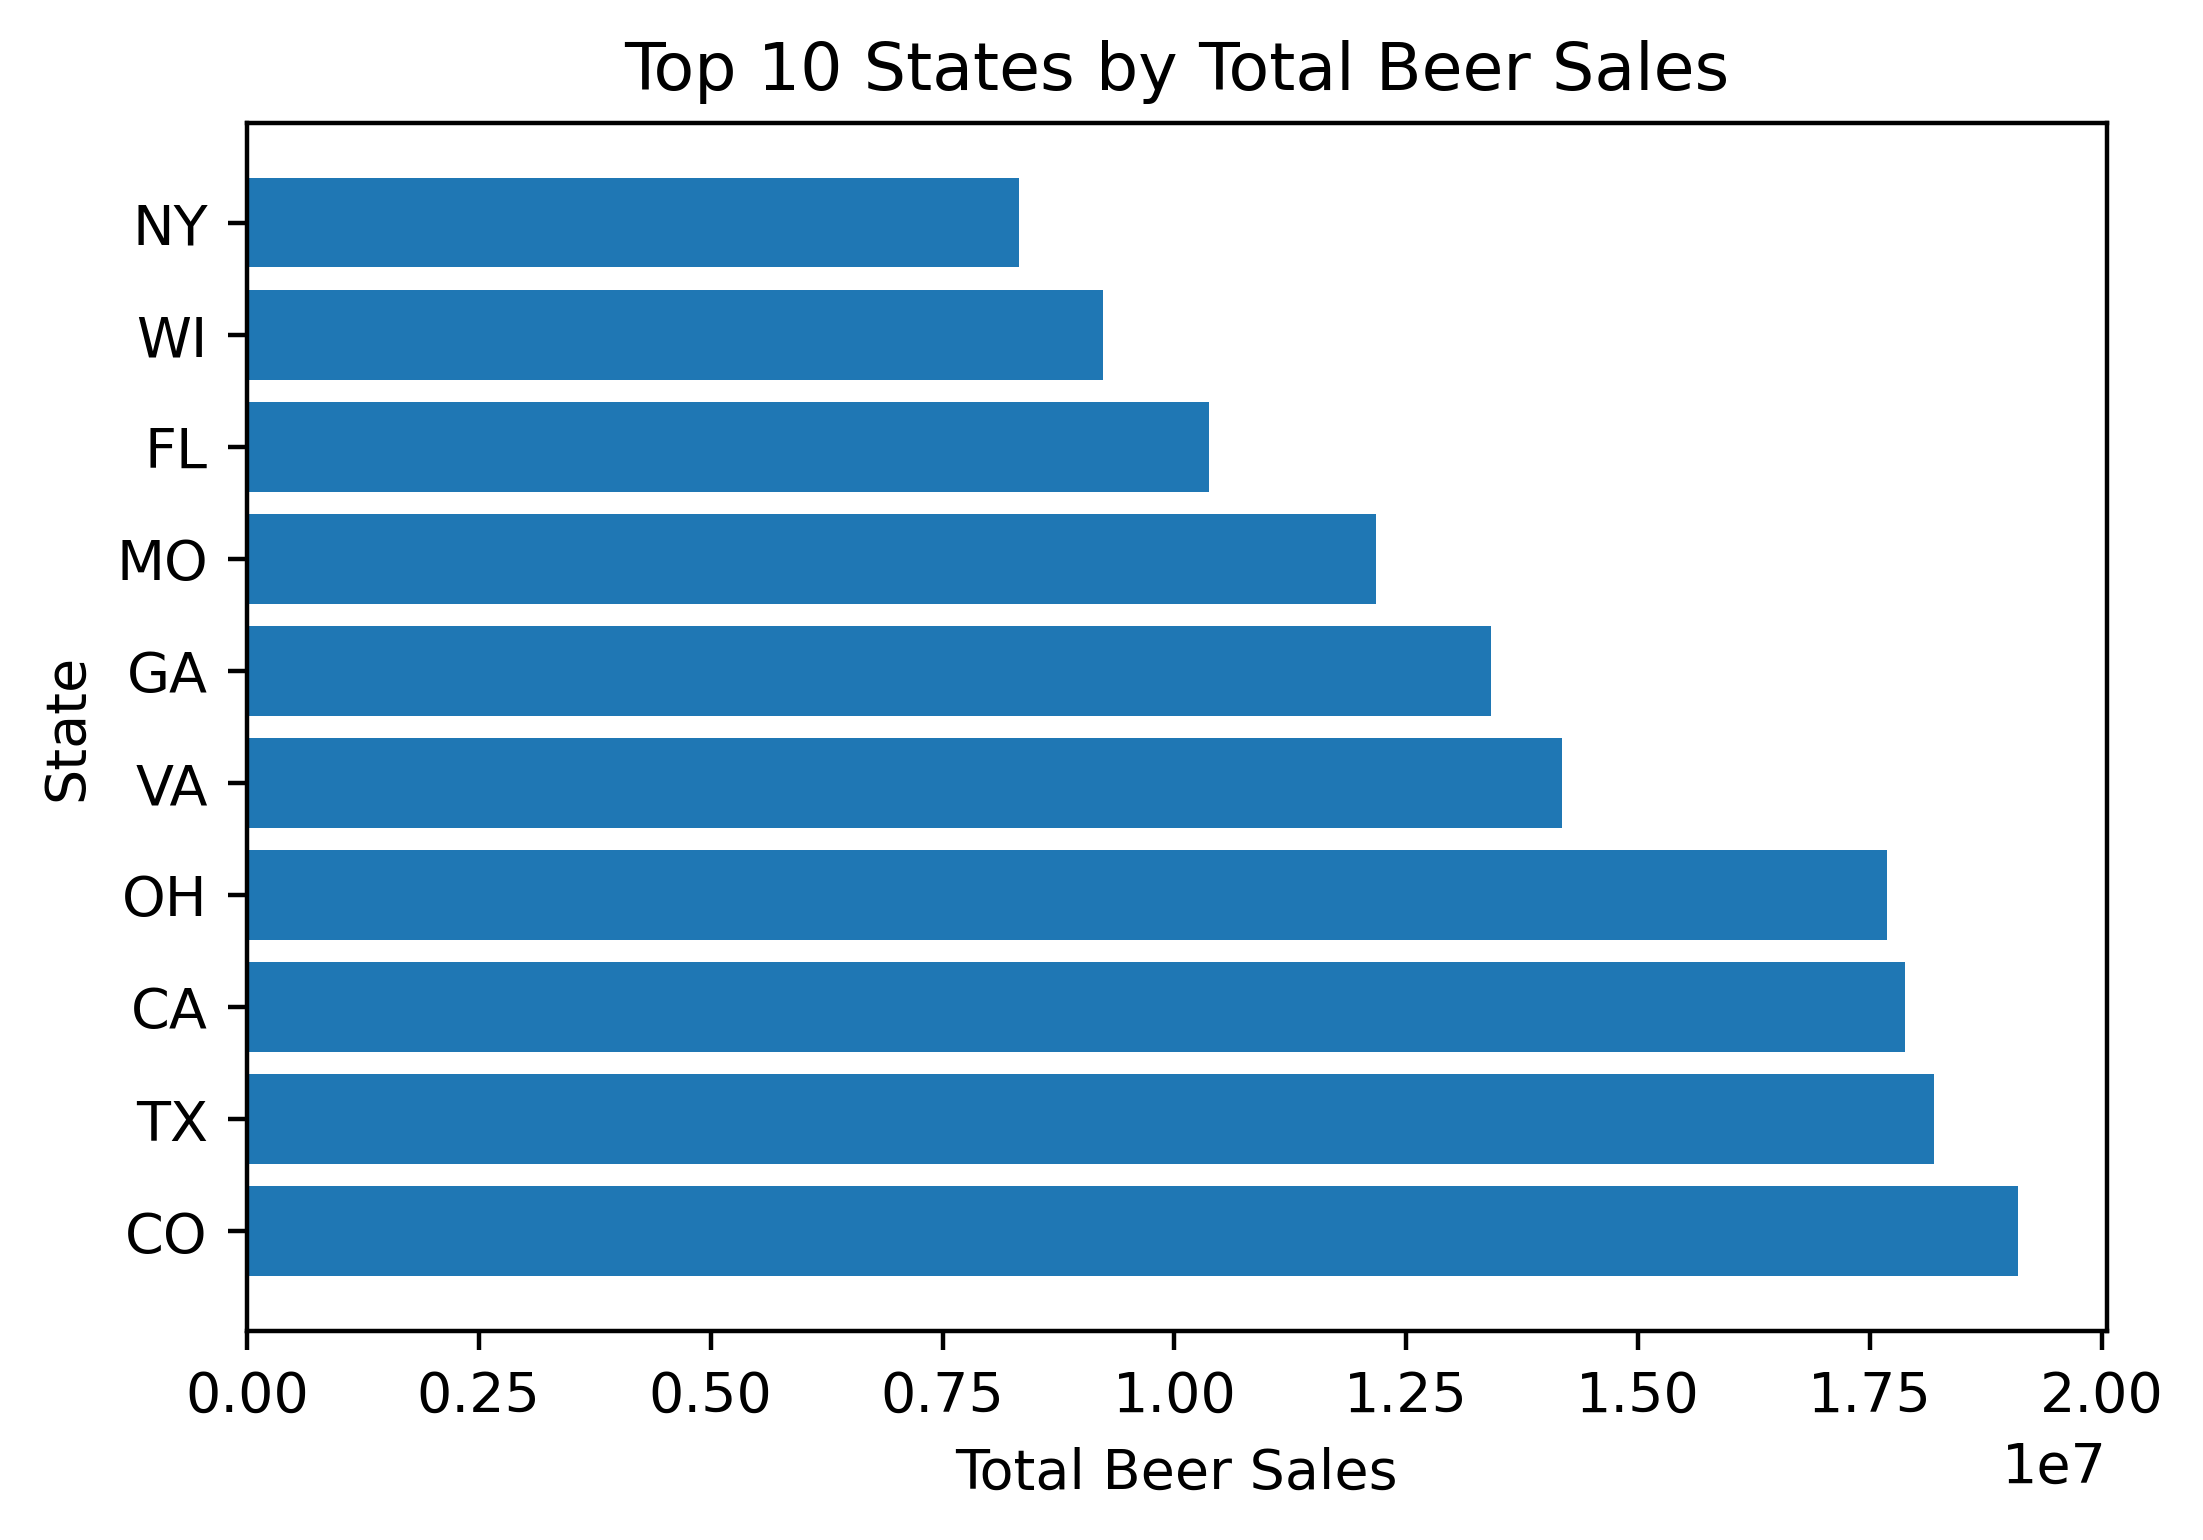 Top 10 States by Total Beer Sales
NY
WI
FL
MO
GA
VA
OH
CA
TX
CO
State
0.00 0.25 0.50 0.75 1.00 1.25 1.50 1.75 2.00
1e7
Total Beer Sales